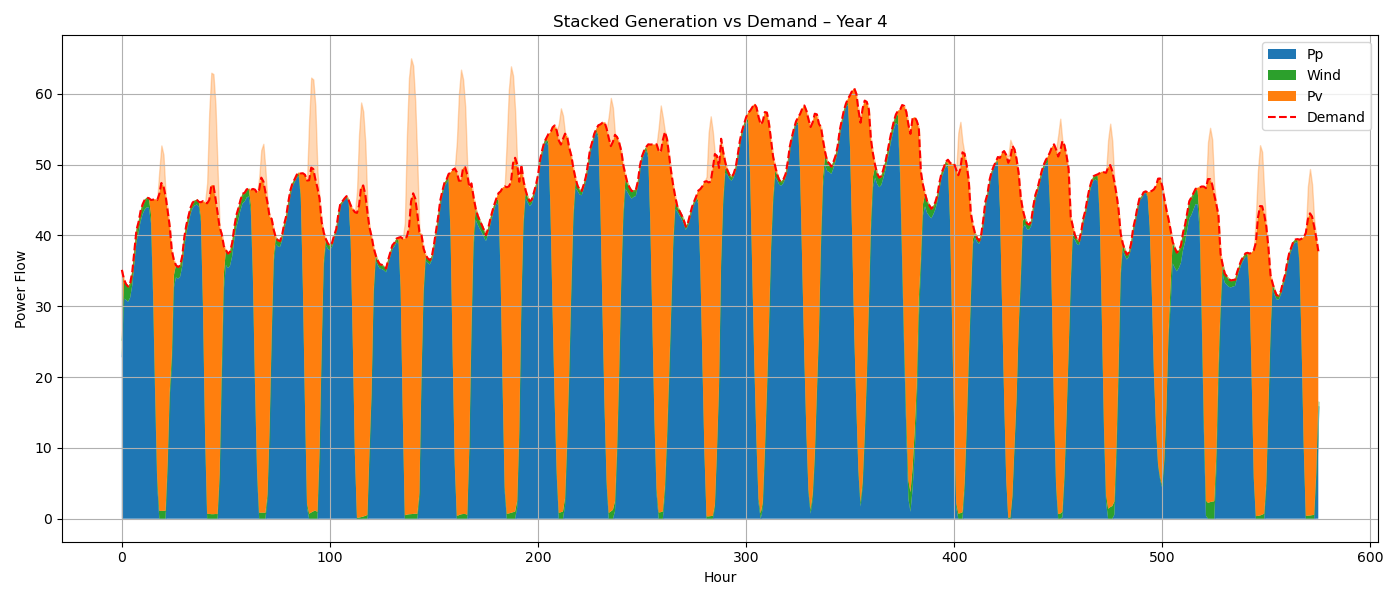 Stacked Generation vs Demand – Year 4
Power Flow
60
50
40
30
20
10
0
0 100 200 300 400 500 600
Hour
Pp
Wind
Pv
Demand